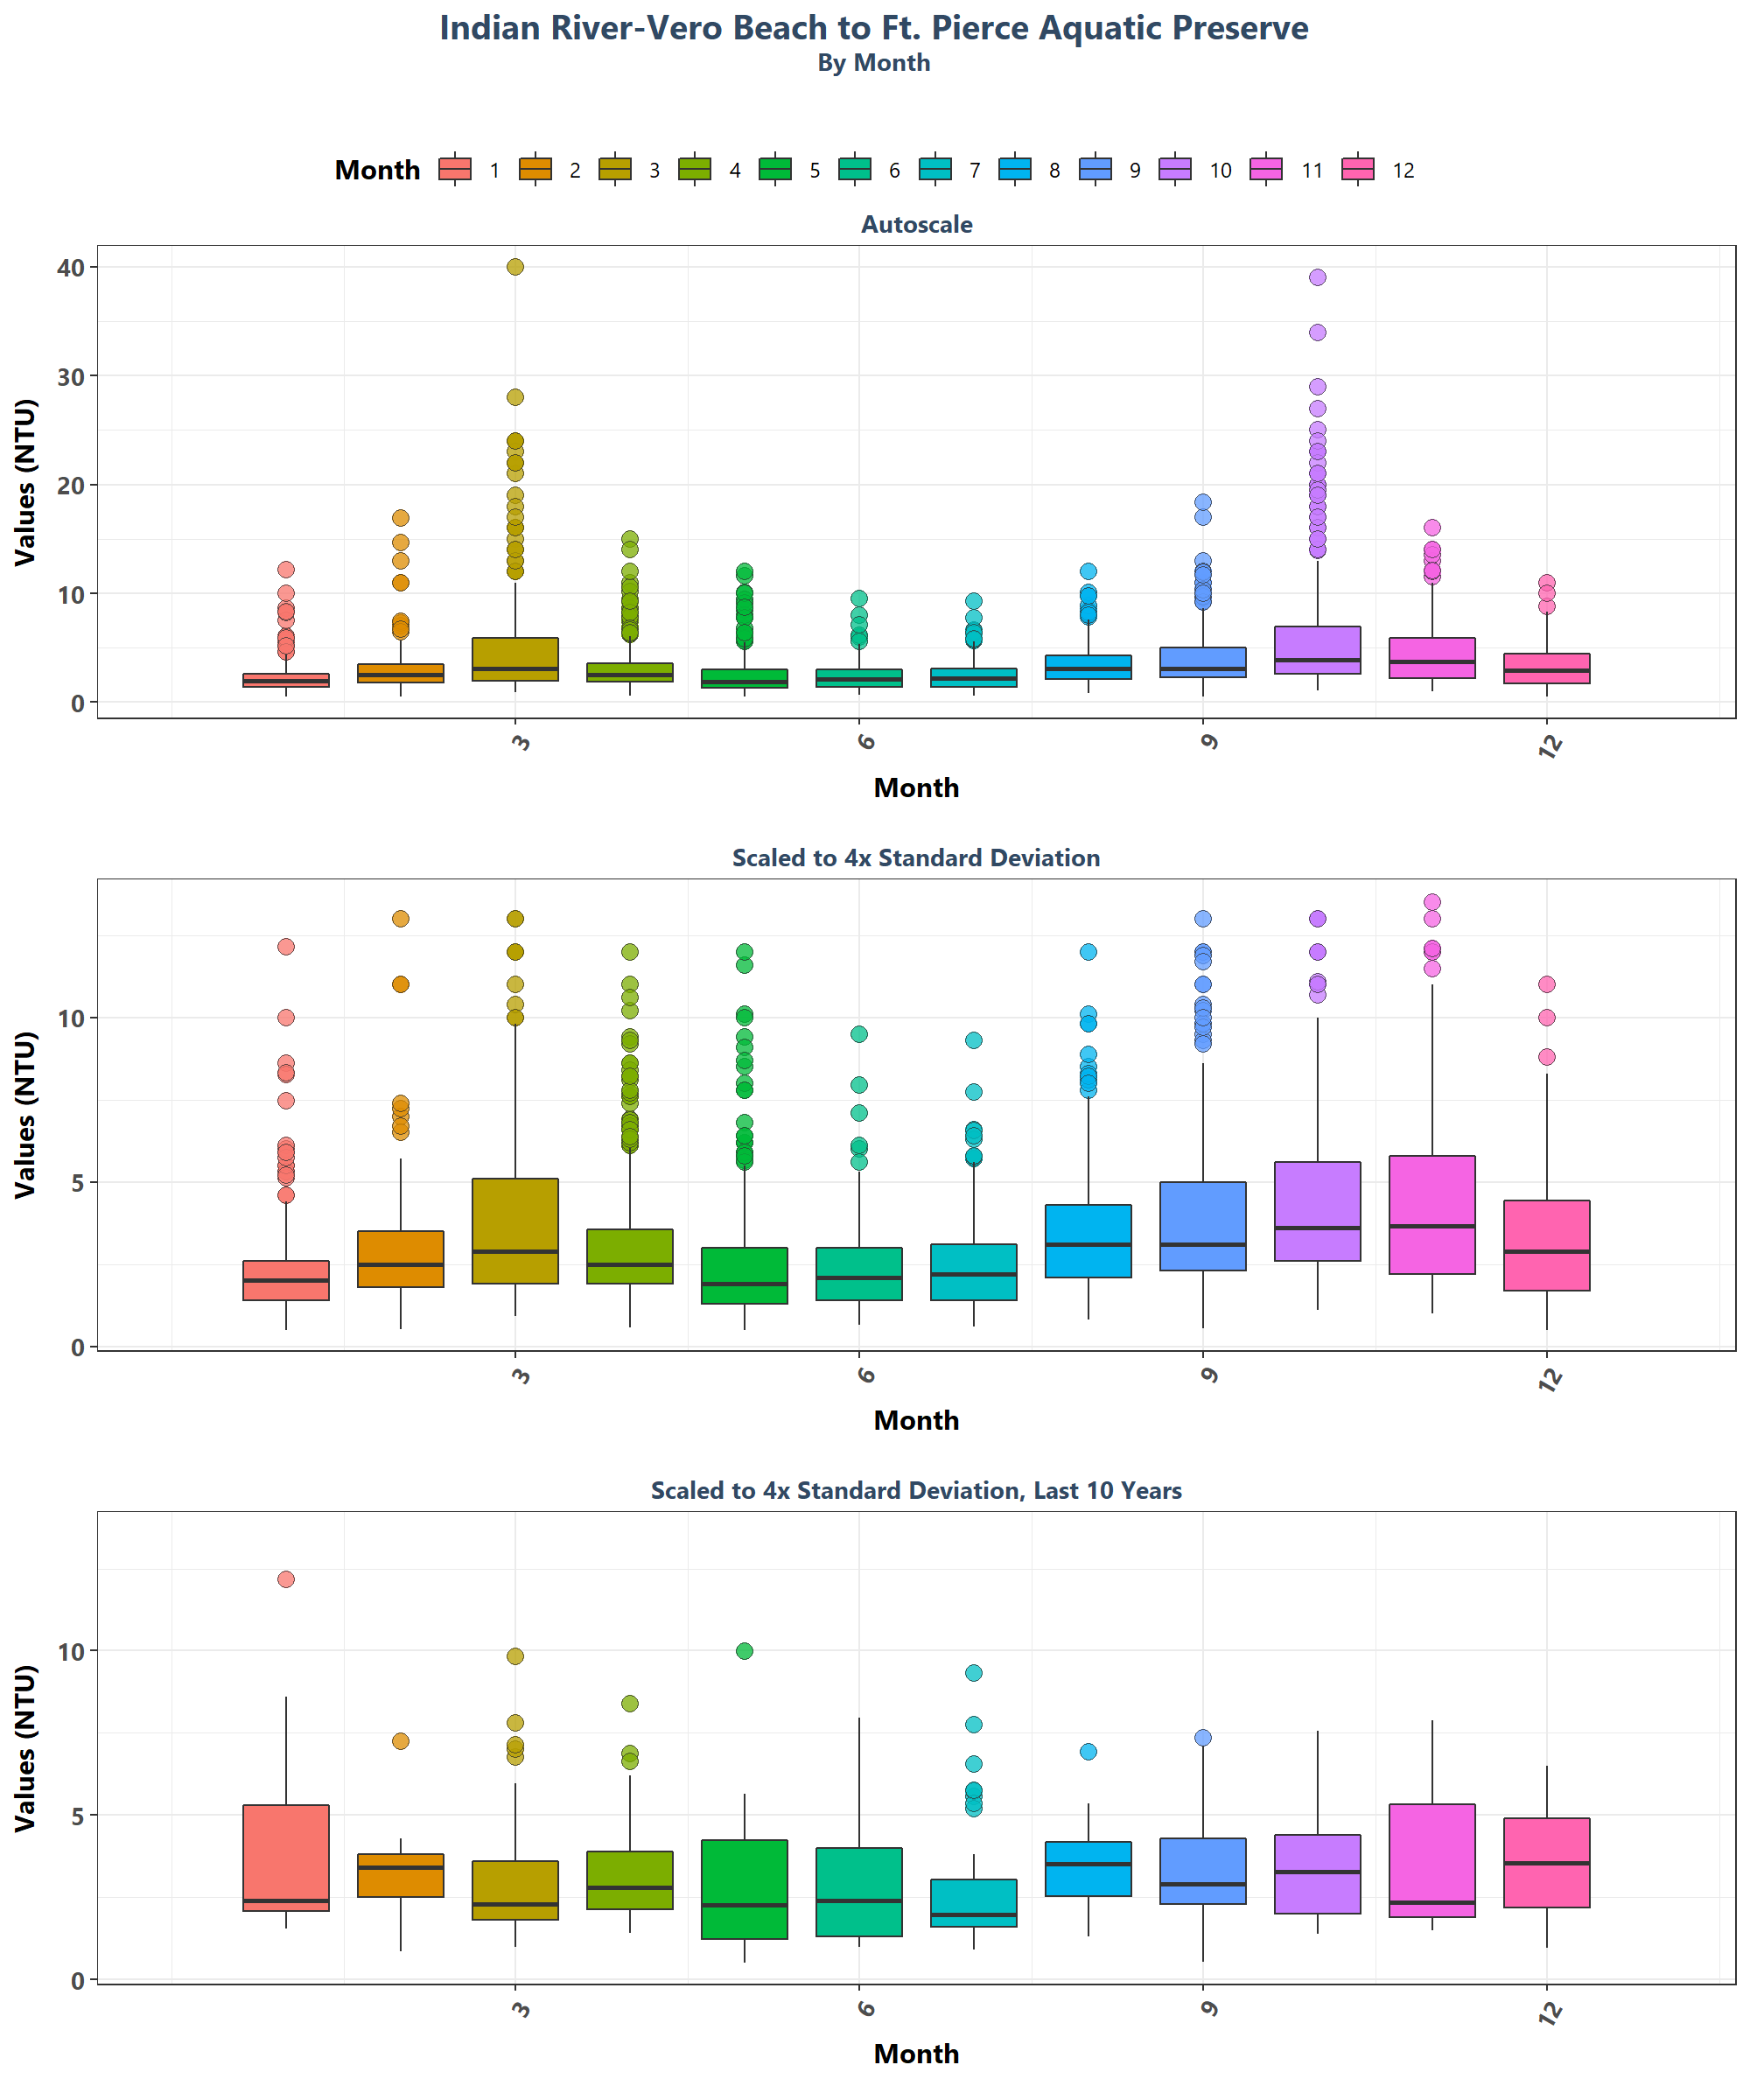 Indian River-Vero Beach to Ft. Pierce Aquatic Preserve
By Month
Month 1 2 3 4 5 6 7 8 9 10 11 12
Autoscale
Values (NTU)
40
30
20
10
0
3 6 9 12
Month
Scaled to 4x Standard Deviation
Values (NTU)
10
5
0
3 6 9 12
Month
Scaled to 4x Standard Deviation, Last 10 Years
Values (NTU)
10
5
0
3 6 9 12
Month